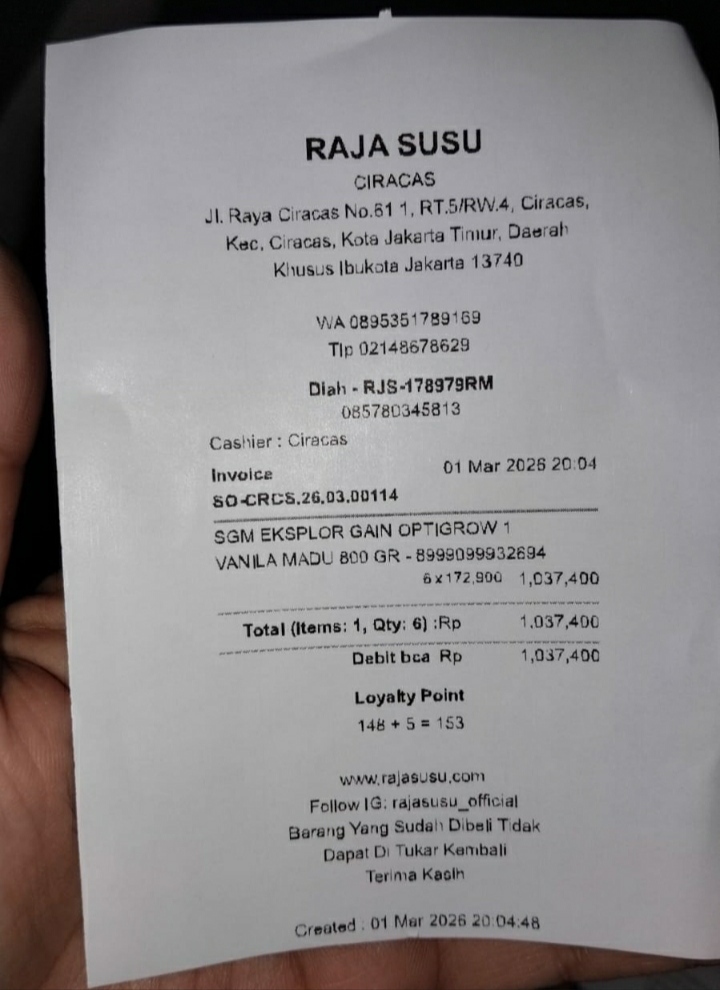 RAJA SUSU
CIRACAS
Jl. Raya Ciracas No.61 1, RT.5/RW.4, Ciracas,
Kec, Ciracas, Kota Jakarta Timur, Daerah
Khusus Ibukota Jakarta 13740
WA 0895351789169
Tlp 02148678629
Diah - RJS-178979RM
085780345813
Cashier : Ciracas
Invoice 01 Mar 2026 20:04
SO-CRCS.26.03.00114
SGM EKSPLOR GAIN OPTIGROW 1
VANILA MADU 800 GR - 8999099932694
6 x 172,900 1,037,400
Total (Items: 1, Qty: 6) :Rp 1,037,400
Debit bca Rp 1,037,400
Loyalty Point
148 + 5 = 153
www.rajasusu.com
Follow IG: rajasusu_official
Barang Yang Sudah Dibeli Tidak
Dapat Di Tukar Kembali
Terima Kasih
Created : 01 Mar 2026 20:04:48